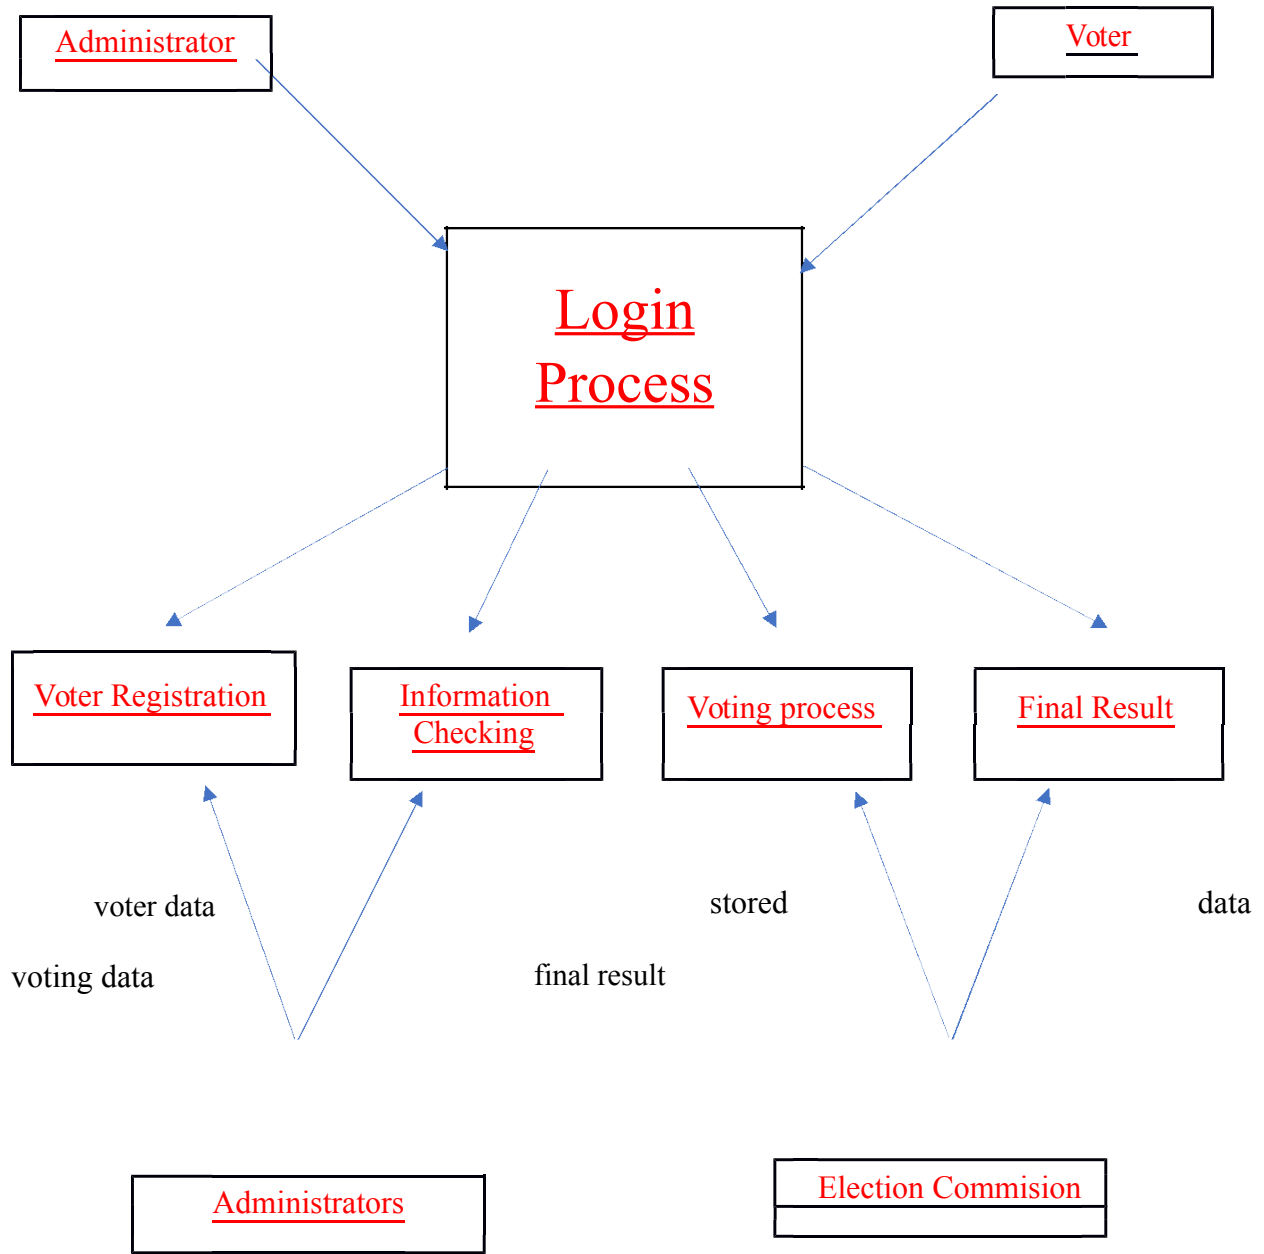 Administrator
Voter
Login
Process
Voter Registration
Information
Checking
Voting process
Final Result
voter data
stored
data
voting data
final result
Administrators
Election Commision